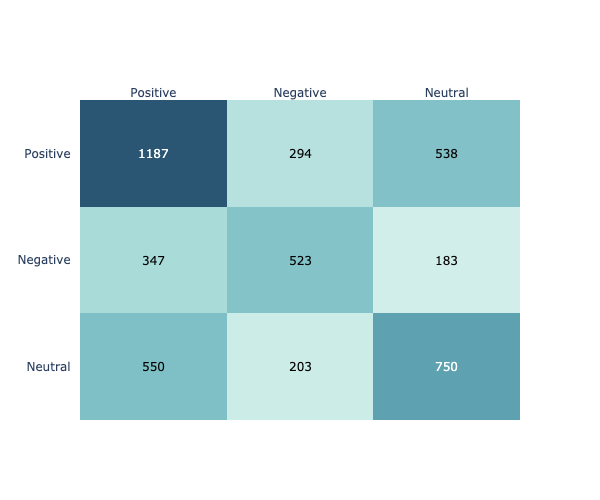 Positive Negative Neutral
Positive 1187 294 538
Negative 347 523 183
Neutral 550 203 750